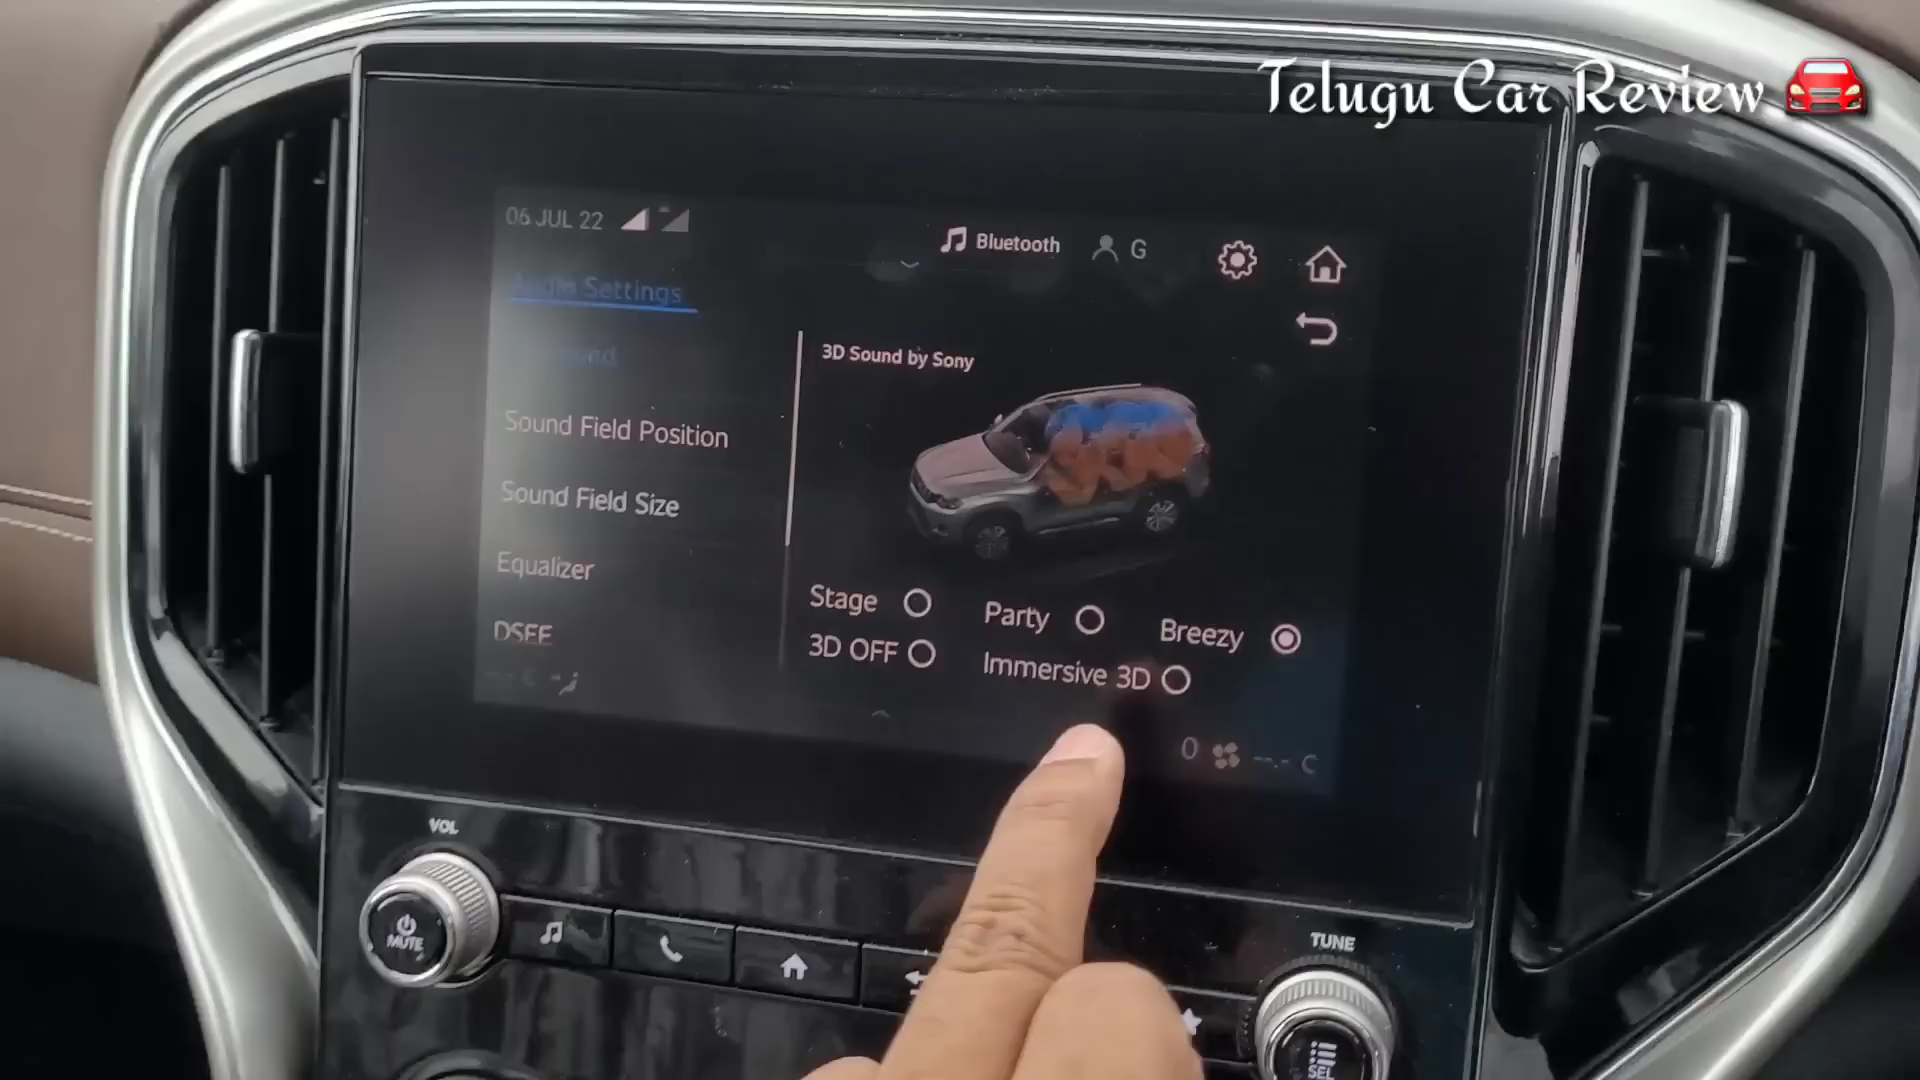 Telugu Car Review
06 JUL 22
Bluetooth
G
Audio Settings
3D Sound by Sony
Sound Field Position
Sound Field Size
Equalizer
DSEE
Stage
Party
Breezy
3D OFF
Immersive 3D
0
--.- C
VOL
MUTE
TUNE
SEL